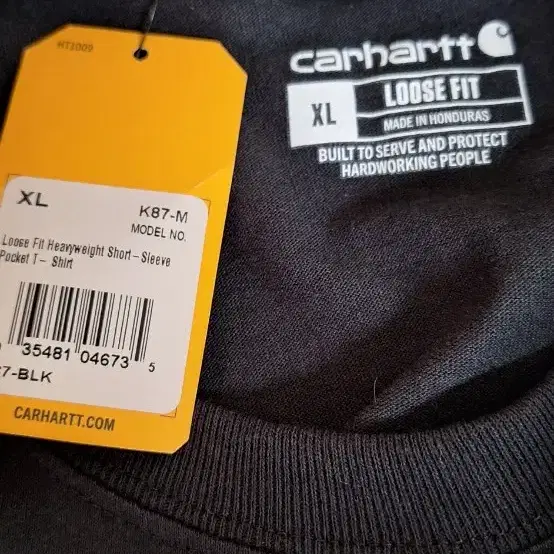 HT1009
XL
K87-M
MODEL NO.
Loose Fit Heavyweight Short-Sleeve
Pocket T- Shirt
35481 04673 5
7-BLK
CARHARTT.COM
carhartt
XL
LOOSE FIT
MADE IN HONDURAS
BUILT TO SERVE AND PROTECT
HARDWORKING PEOPLE